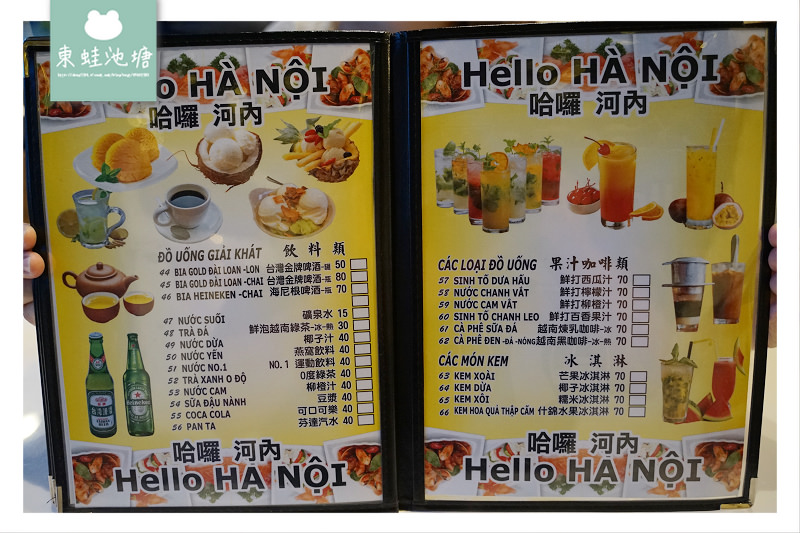 東蛙池塘
Hello HÀ NỘI
哈囉 河內
ĐỒ UỐNG GIẢI KHÁT 飲料類
44 BIA GOLD ĐÀI LOAN -LON 台灣金牌啤酒-罐 50
45 BIA GOLD ĐÀI LOAN -CHAI 台灣金牌啤酒-瓶 80
46 BIA HEINEKEN -CHAI 海尼根啤酒-瓶 70
47 NƯỚC SUỐI 礦泉水 15
48 TRÀ ĐÁ 鮮泡越南綠茶-冰-熱 30
49 NƯỚC DỪA 椰子汁 40
50 NƯỚC YẾN 燕窩飲料 40
51 NƯỚC NO.1 NO.1 運動飲料 40
52 TRÀ XANH O ĐỘ 0度綠茶 40
53 NƯỚC CAM 柳橙汁 40
54 SỮA ĐẬU NÀNH 豆漿 40
55 COCA COLA 可口可樂 40
56 PAN TA 芬達汽水 40
哈囉 河內
Hello HÀ NỘI
Hello HÀ NỘI
哈囉 河內
CÁC LOẠI ĐỒ UỐNG 果汁咖啡類
57 SINH TỐ DƯA HẤU 鮮打西瓜汁 70
58 NƯỚC CHANH VẮT 鮮打檸檬汁 70
59 NƯỚC CAM VẮT 鮮打柳橙汁 70
60 SINH TỐ CHANH LEO 鮮打百香果汁 70
61 CÀ PHÊ SỮA ĐÁ 越南煉乳咖啡-冰 70
62 CÀ PHÊ ĐEN -ĐÁ -NÓNG 越南黑咖啡-冰-熱 70
CÁC MÓN KEM 冰淇淋
63 KEM XOÀI 芒果冰淇淋 70
64 KEM DỪA 椰子冰淇淋 70
65 KEM XÔI 糯米冰淇淋 70
66 KEM HOA QUẢ THẬP CẨM 什錦水果冰淇淋 70
哈囉 河內
Hello HÀ NỘI